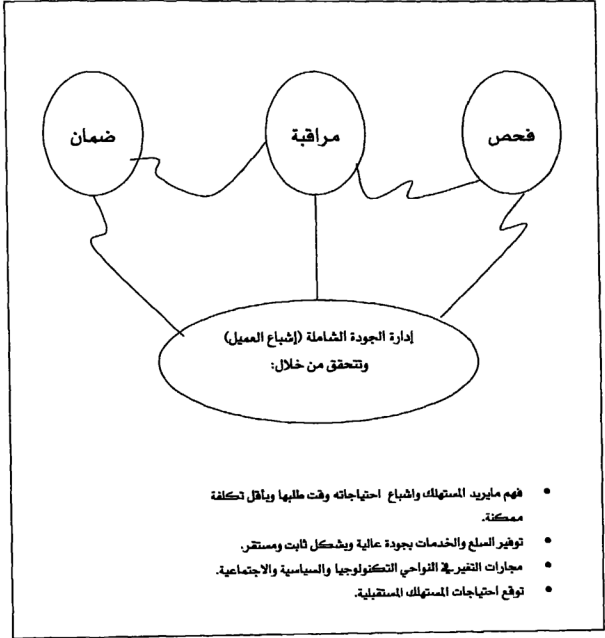 فحص
مراقبة
ضمان
إدارة الجودة الشاملة (إشباع العميل)
وتتحقق من خلال:
• فهم مايريد المستهلك واشباع احتياجاته وقت طلبها وبأقل تكلفة
ممكنة.
• توفير السلع والخدمات بجودة عالية وبشكل ثابت ومستقر.
• مجارات التغير في النواحي التكنولوجيا والسياسية والاجتماعية.
• توقع احتياجات المستهلك المستقبلية.